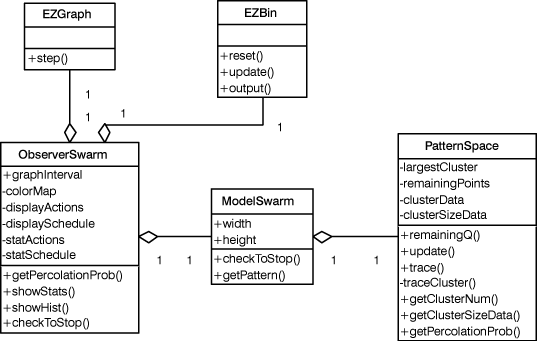 EZGraph
+step()
1
1
EZBin
+reset()
+update()
+output()
1
1
ObserverSwarm
+graphInterval
-colorMap
-displayActions
-displaySchedule
-statActions
-statSchedule
+getPercolationProb()
+showStats()
+showHist()
+checkToStop()
1
1
ModelSwarm
+width
+height
+checkToStop()
+getPattern()
1
1
PatternSpace
-largestCluster
-remainingPoints
-clusterData
-clusterSizeData
+remainingQ()
+update()
+trace()
-traceCluster()
+getClusterNum()
+getClusterSizeData()
+getPercolationProb()